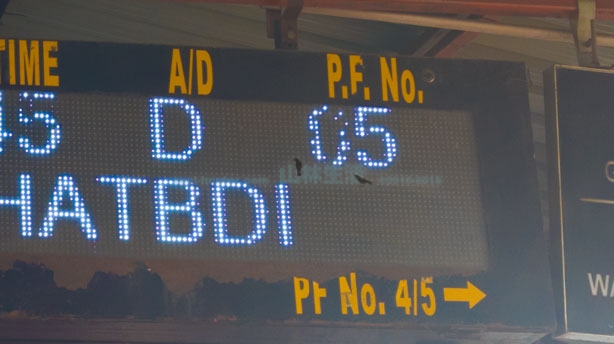 TIME A/D P.F. No.
45 D 05
HATBDI
PF No. 4/5 →